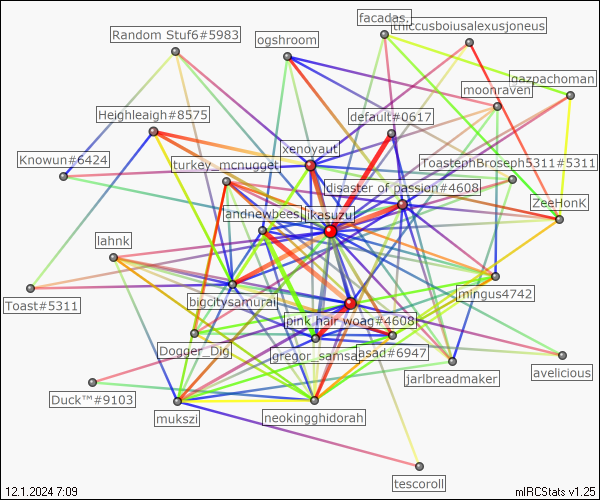 facadas.
thiccusboiusalexusjoneus
Random Stuf6#5983
ogshroom
gazpachoman
moonraven
Heighleaigh#8575
default#0617
xenoyaut
Knowun#6424
turkey_mcnugget
ToastephBroseph5311#5311
disaster of passion#4608
ZeeHonK
landnewbees
jikasuzu
lahnk
mingus4742
Toast#5311
bigcitysamurai
pink hair woag#4608
Dogger_Dig
gregor_samsa
asad#6947
avelicious
jarlbreadmaker
Duck™#9103
mukszi
neokingghidorah
tescoroll
12.1.2024 7:09
mIRCStats v1.25